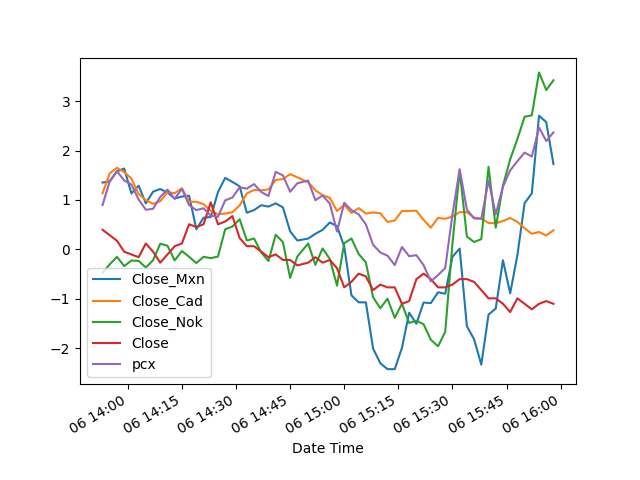 3
2
1
0
−1
−2
Close_Mxn
Close_Cad
Close_Nok
Close
pcx
06 14:00
06 14:15
06 14:30
06 14:45
06 15:00
06 15:15
06 15:30
06 15:45
06 16:00
Date Time